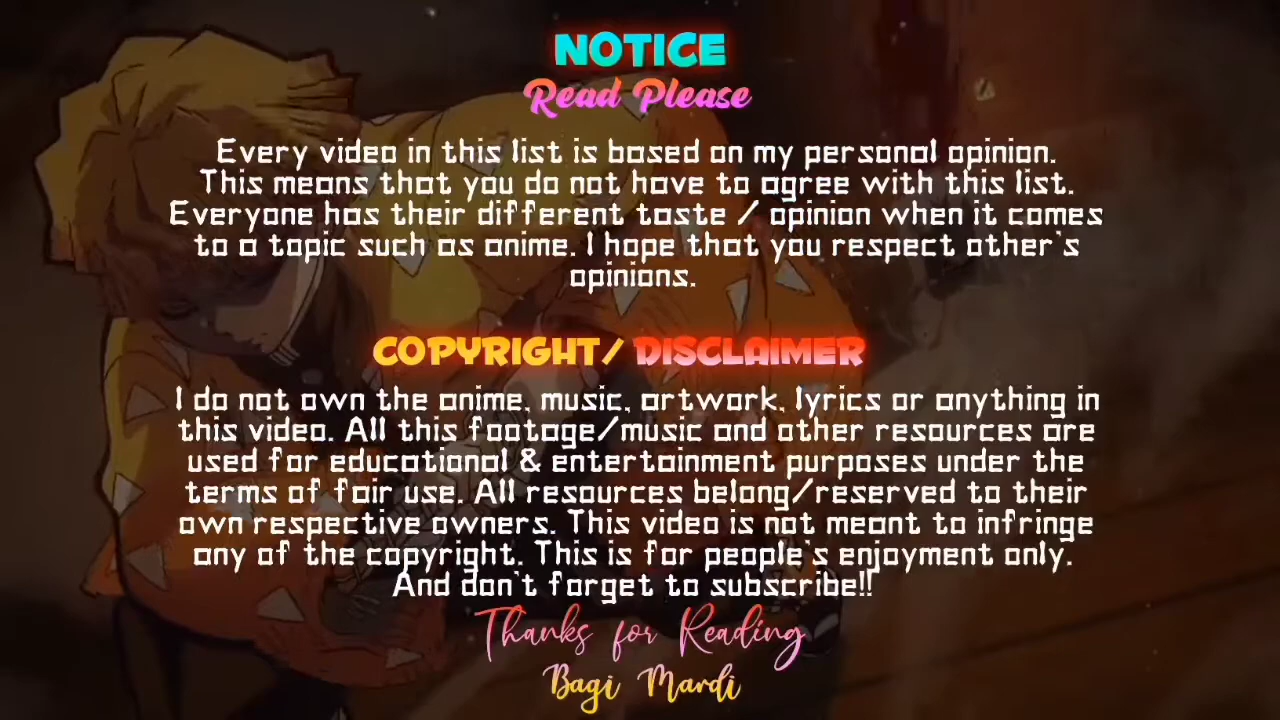 NOTICE
Read Please
Every video in this list is based on my personal opinion.
This means that you do not have to agree with this list.
Everyone has their different taste / opinion when it comes
to a topic such as anime. I hope that you respect other's
opinions.
COPYRIGHT/ DISCLAIMER
I do not own the anime, music, artwork, lyrics or anything in
this video. All this footage/music and other resources are
used for educational & entertainment purposes under the
terms of fair use. All resources belong/reserved to their
own respective owners. This video is not meant to infringe
any of the copyright. This is for people's enjoyment only.
And don't forget to subscribe!!
Thanks for Reading
Bagi Mardi